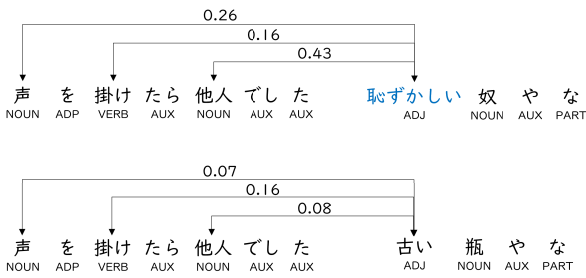 0.26
0.16
0.43
声 を 掛け たら 他人 でし た 恥ずかしい 奴 や な
NOUN ADP VERB AUX NOUN AUX AUX ADJ NOUN AUX PART
0.07
0.16
0.08
声 を 掛け たら 他人 でし た 古い 瓶 や な
NOUN ADP VERB AUX NOUN AUX AUX ADJ NOUN AUX PART